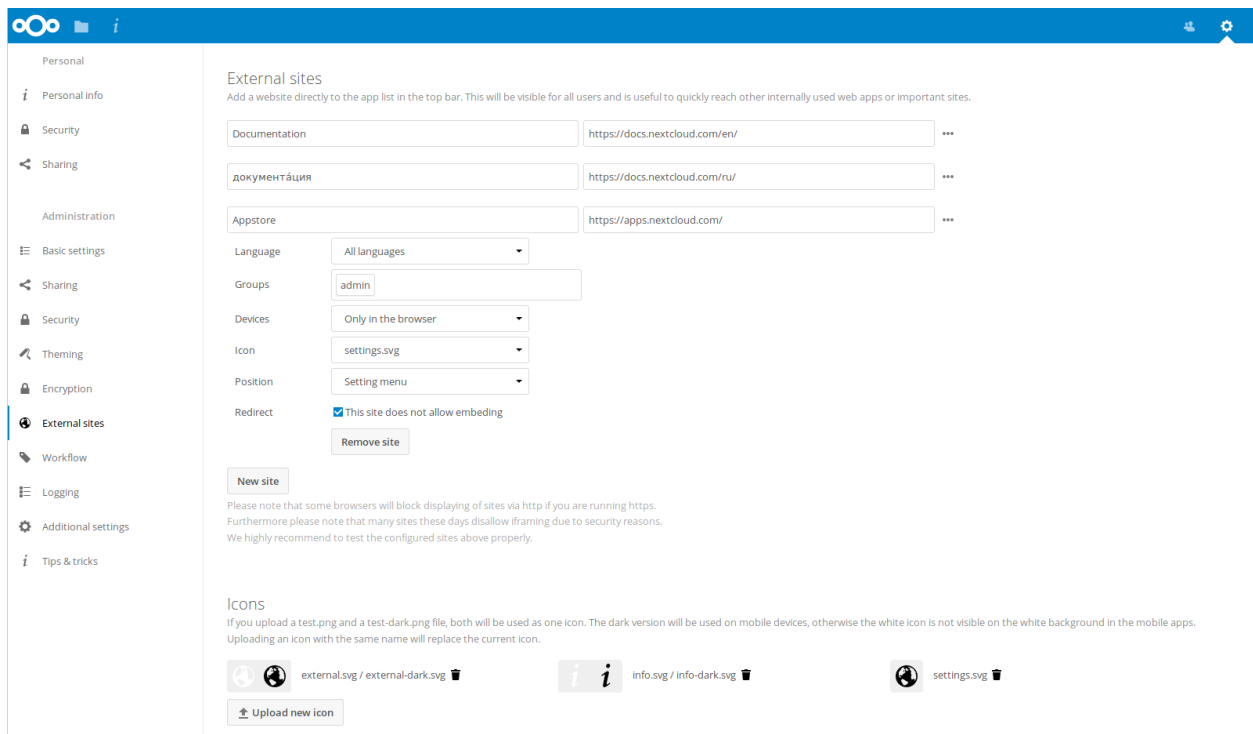 Personal
Personal info
Security
Sharing
Administration
Basic settings
Sharing
Security
Theming
Encryption
External sites
Workflow
Logging
Additional settings
Tips & tricks
External sites
Add a website directly to the app list in the top bar. This will be visible for all users and is useful to quickly reach other internally used web apps or important sites.
Documentation https://docs.nextcloud.com/en/
документа́ция https://docs.nextcloud.com/ru/
Appstore https://apps.nextcloud.com/
Language All languages
Groups admin
Devices Only in the browser
Icon settings.svg
Position Setting menu
Redirect This site does not allow embeding
Remove site
New site
Please note that some browsers will block displaying of sites via http if you are running https.
Furthermore please note that many sites these days disallow iframing due to security reasons.
We highly recommend to test the configured sites above properly.
Icons
If you upload a test.png and a test-dark.png file, both will be used as one icon. The dark version will be used on mobile devices, otherwise the white icon is not visible on the white background in the mobile apps.
Uploading an icon with the same name will replace the current icon.
external.svg / external-dark.svg info.svg / info-dark.svg settings.svg
Upload new icon